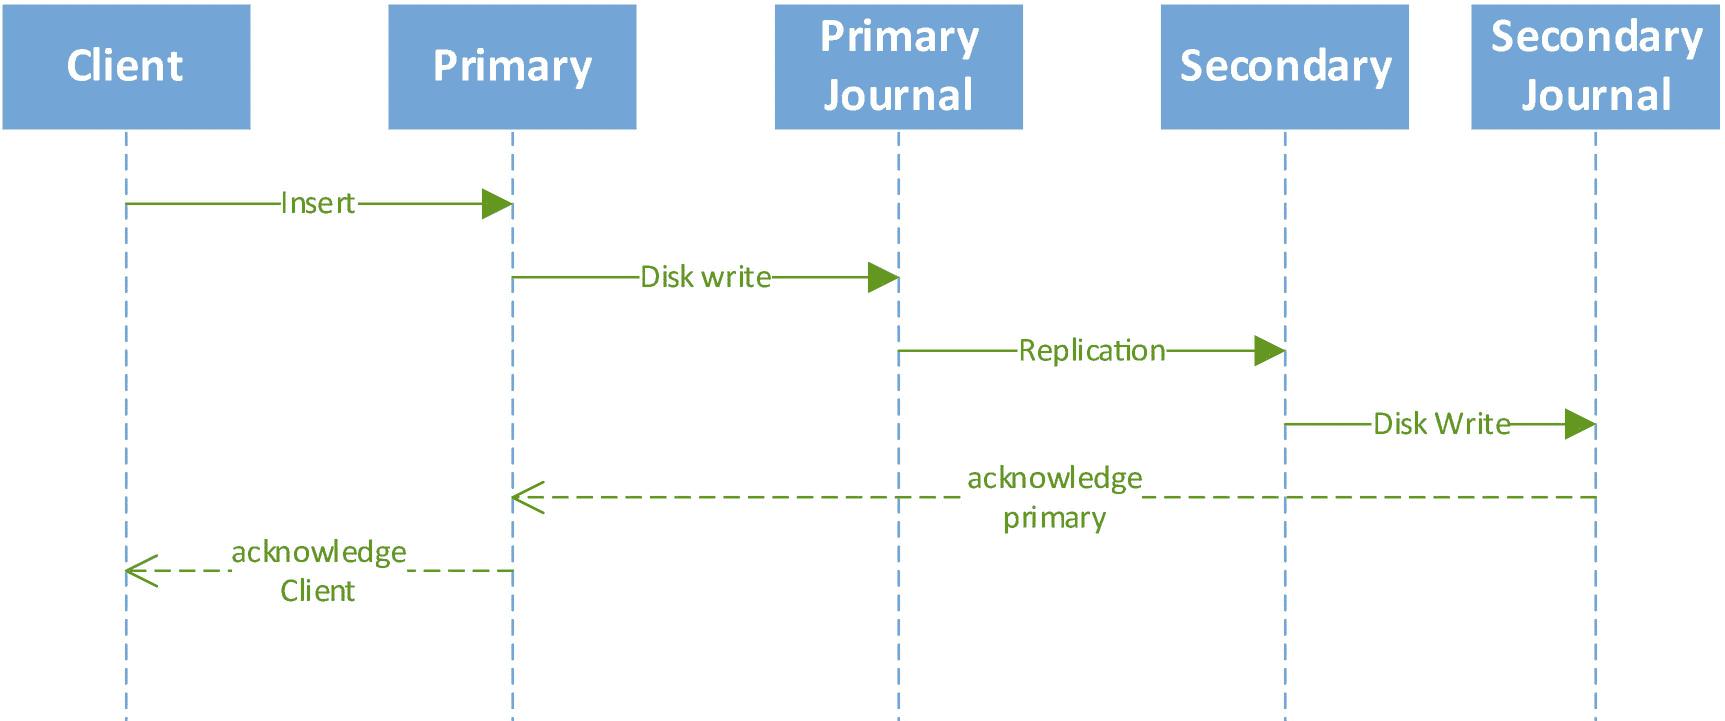 Client
Primary
Primary
Journal
Secondary
Secondary
Journal
Insert
Disk write
Replication
Disk Write
acknowledge
primary
acknowledge
Client